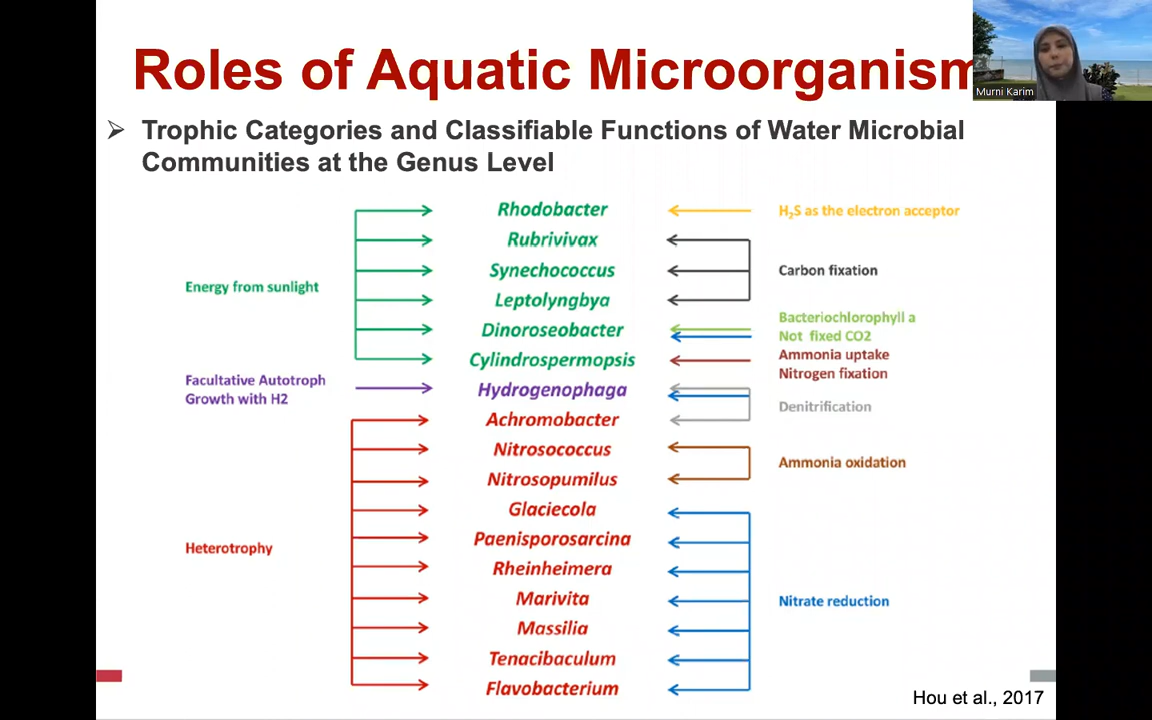 Roles of Aquatic Microorganism
Murni Karim
➢ Trophic Categories and Classifiable Functions of Water Microbial
Communities at the Genus Level
Rhodobacter
H₂S as the electron acceptor
Rubrivivax
Synechococcus
Carbon fixation
Energy from sunlight
Leptolyngbya
Dinoroseobacter
Bacteriochlorophyll a
Not fixed CO2
Cylindrospermopsis
Ammonia uptake
Nitrogen fixation
Facultative Autotroph
Growth with H2
Hydrogenophaga
Denitrification
Achromobacter
Nitrosococcus
Ammonia oxidation
Nitrosopumilus
Glaciecola
Paenisporosarcina
Heterotrophy
Rheinheimera
Marivita
Nitrate reduction
Massilia
Tenacibaculum
Flavobacterium
Hou et al., 2017